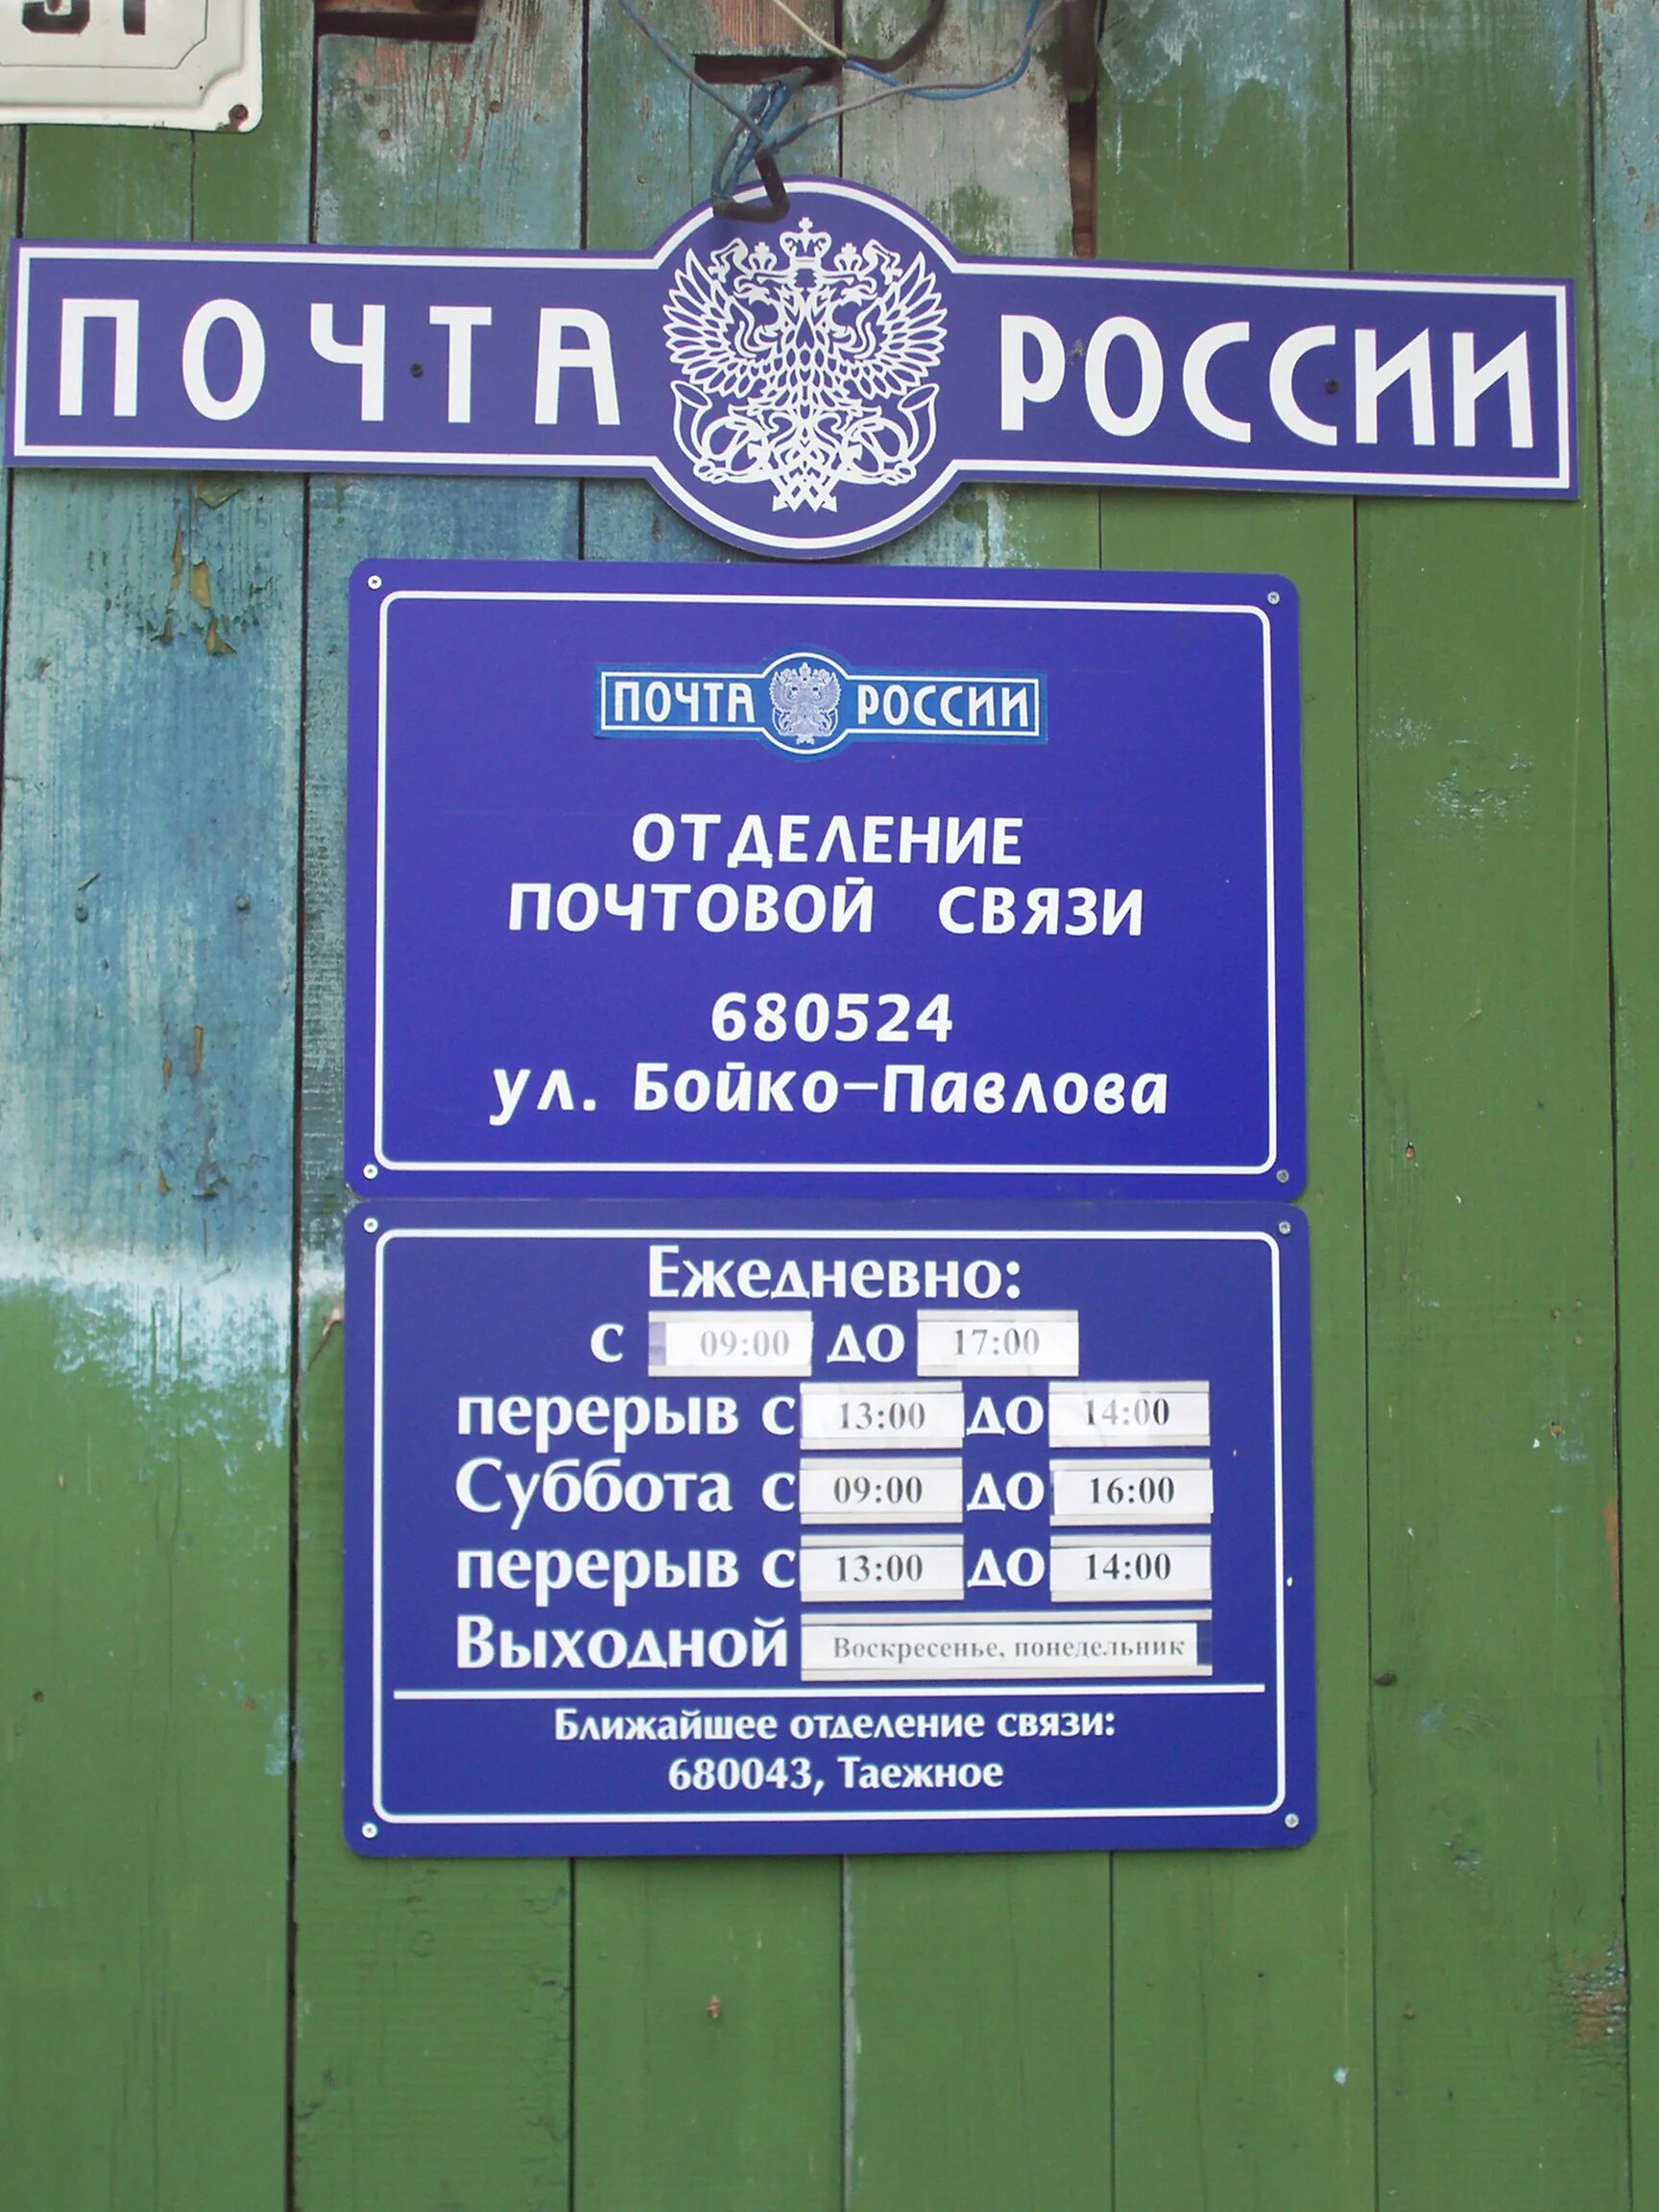 ПОЧТА РОССИИ
ПОЧТА РОССИИ
ОТДЕЛЕНИЕ
ПОЧТОВОЙ СВЯЗИ
680524
ул. Бойко-Павлова
Ежедневно:
с 09:00 до 17:00
перерыв с 13:00 до 14:00
Суббота с 09:00 до 16:00
перерыв с 13:00 до 14:00
Выходной Воскресенье, понедельник
Ближайшее отделение связи:
680043, Таежное